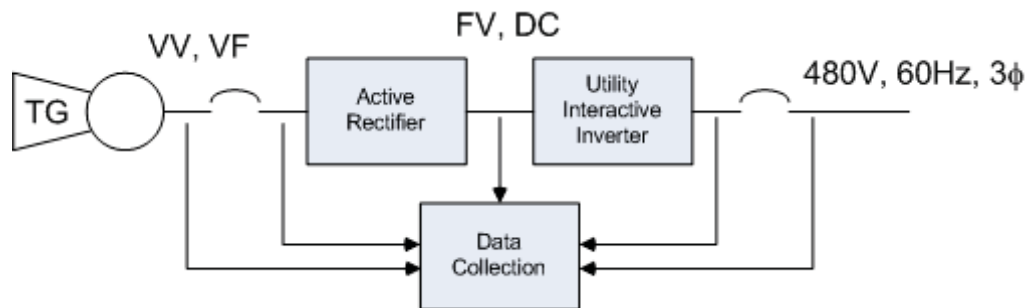 VV, VF
FV, DC
480V, 60Hz, 3ϕ
TG
Active
Rectifier
Utility
Interactive
Inverter
Data
Collection